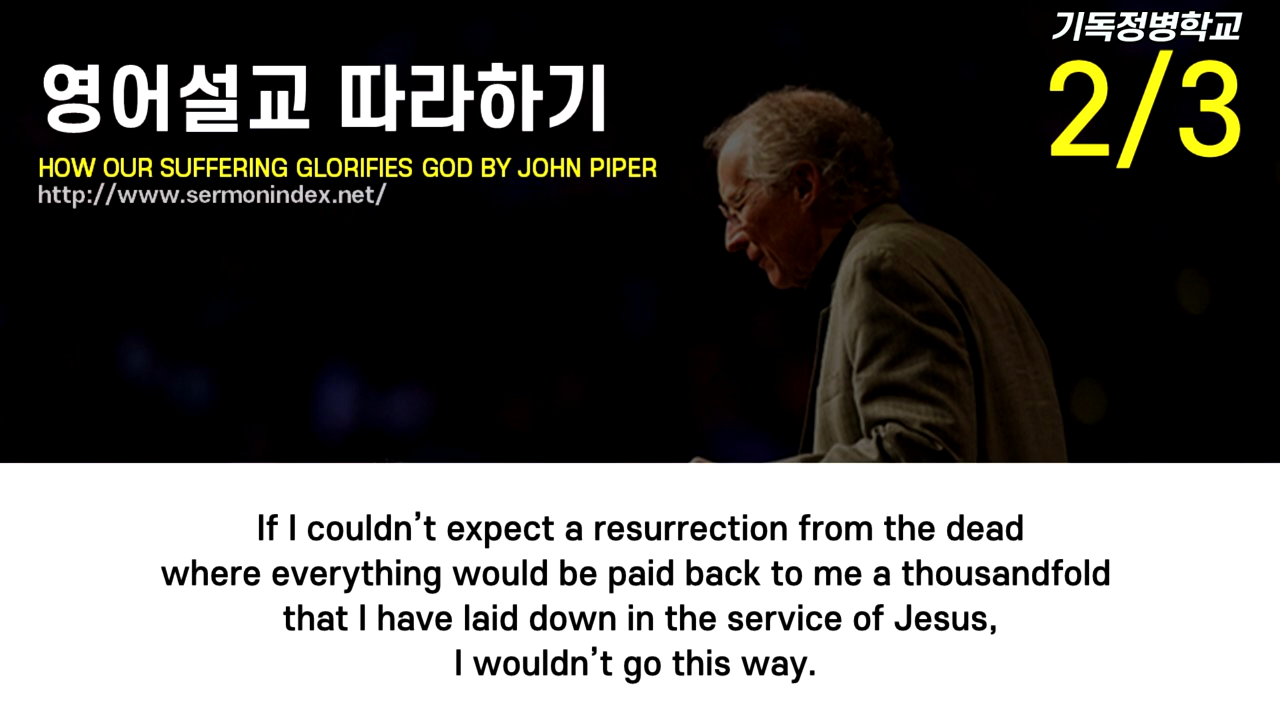 기독정병학교
2/3
영어설교 따라하기
HOW OUR SUFFERING GLORIFIES GOD BY JOHN PIPER
http://www.sermonindex.net/
If I couldn’t expect a resurrection from the dead
where everything would be paid back to me a thousandfold
that I have laid down in the service of Jesus,
I wouldn’t go this way.